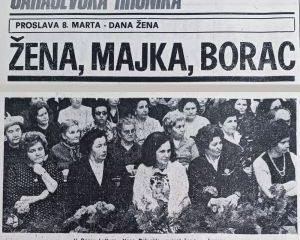 SARAJEVSKA HRONIKA
PROSLAVA 8. MARTA - DANA ŽENA
ŽENA, MAJKA, BORAC